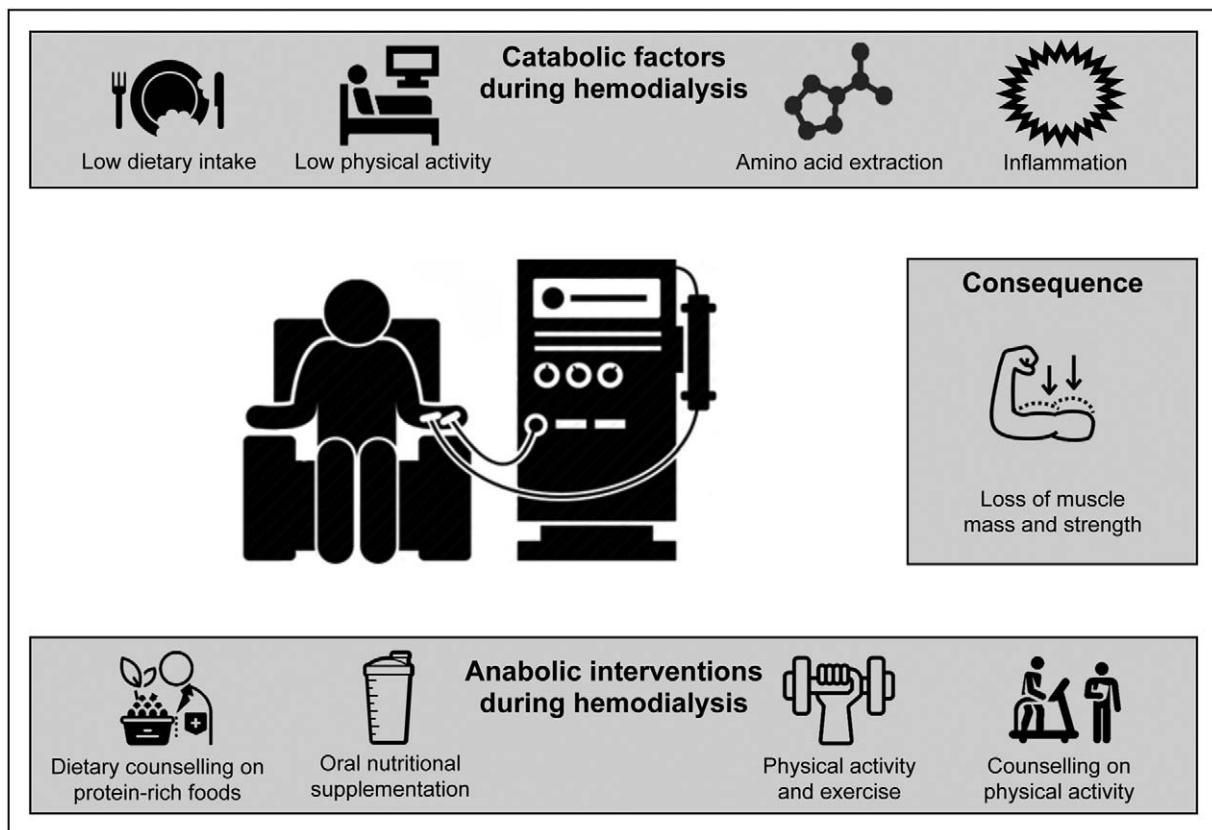 Catabolic factors
during hemodialysis
Low dietary intake
Low physical activity
Amino acid extraction
Inflammation
Consequence
Loss of muscle
mass and strength
Anabolic interventions
during hemodialysis
Dietary counselling on
protein-rich foods
Oral nutritional
supplementation
Physical activity
and exercise
Counselling on
physical activity